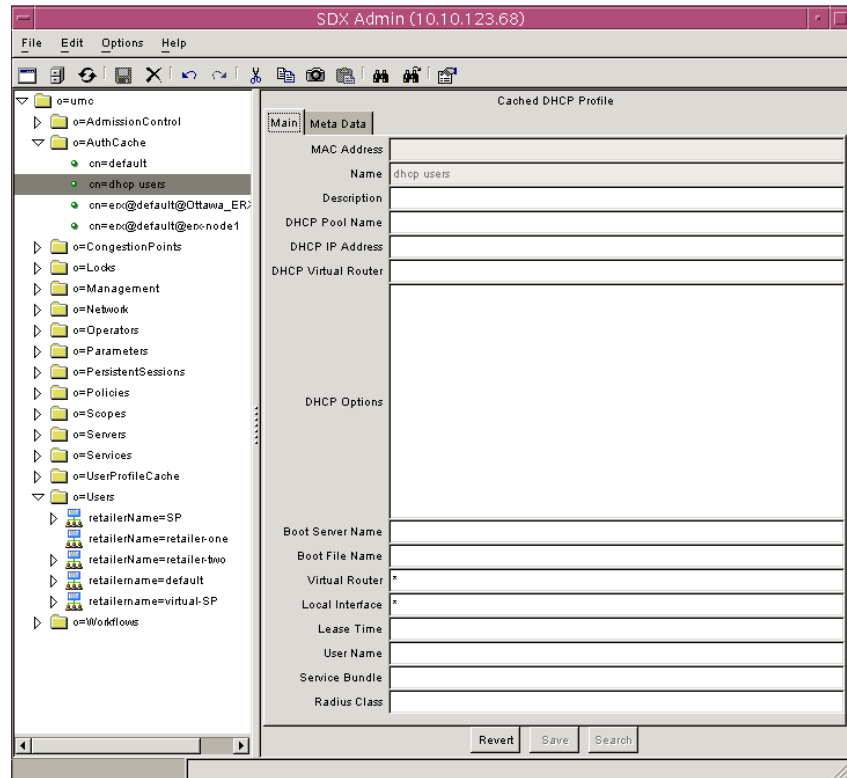 SDX Admin (10.10.123.68)
File Edit Options Help
o=umc
o=AdmissionControl
o=AuthCache
cn=default
cn=dhcp users
cn=erx@default@Ottawa_ERX
cn=erx@default@erx-node1
o=CongestionPoints
o=Locks
o=Management
o=Network
o=Operators
o=Parameters
o=PersistentSessions
o=Policies
o=Scopes
o=Servers
o=Services
o=UserProfileCache
o=Users
retailerName=SP
retailerName=retailer-one
retailerName=retailer-two
retailername=default
retailername=virtual-SP
o=Workflows
Cached DHCP Profile
Main Meta Data
MAC Address
Name dhcp users
Description
DHCP Pool Name
DHCP IP Address
DHCP Virtual Router
DHCP Options
Boot Server Name
Boot File Name
Virtual Router *
Local Interface *
Lease Time
User Name
Service Bundle
Radius Class
Revert Save Search